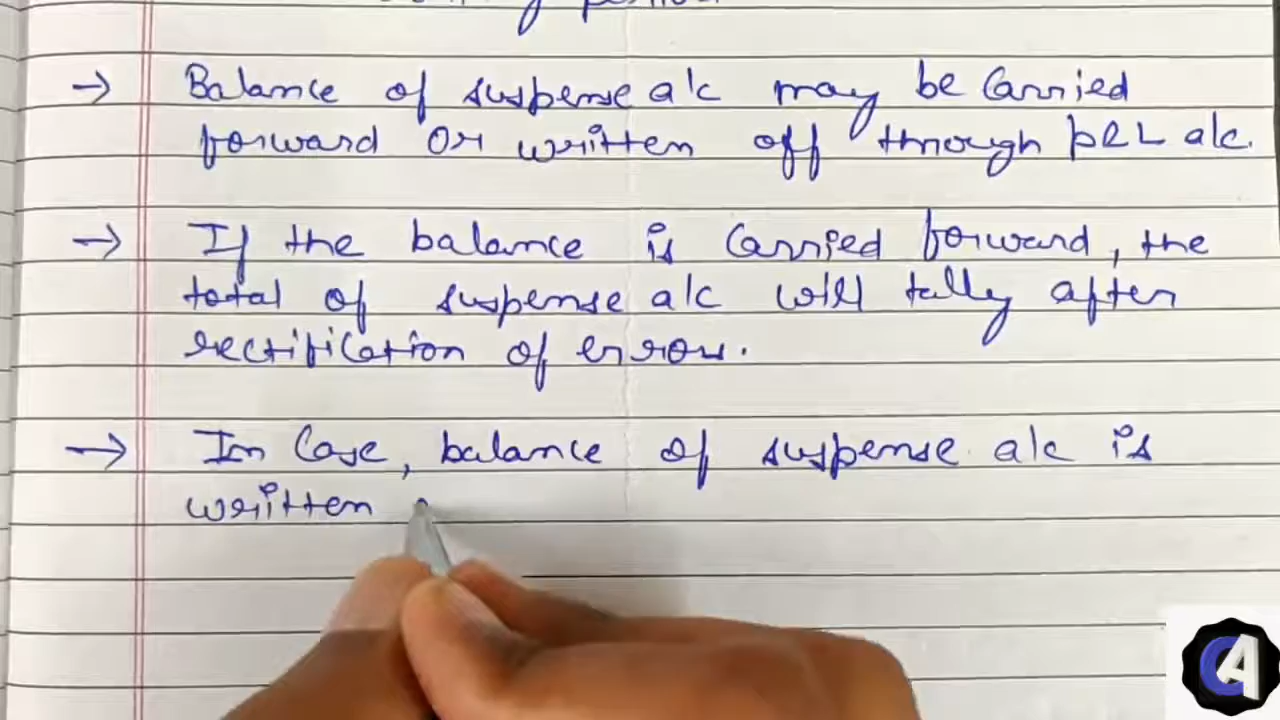 → Balance of suspense a/c may be Carried
forward or written off through P&L a/c.
→ If the balance is Carried forward, the
total of suspense a/c will tally after
rectification of errors.
→ In Case, balance of suspense a/c is
written
CA